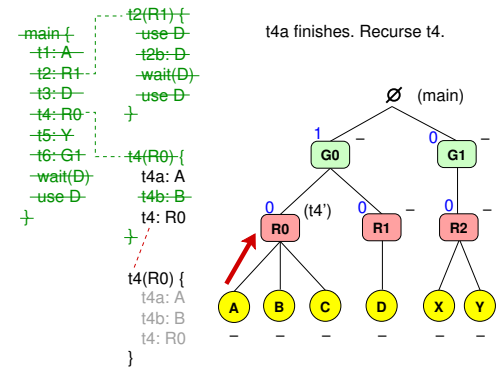 main {
t1: A
t2: R1
t3: D
t4: R0
t5: Y
t6: G1
wait(D)
use D
}
t2(R1) {
use D
t2b: D
wait(D)
use D
}
t4(R0) {
t4a: A
t4b: B
t4: R0
}
t4(R0) {
t4a: A
t4b: B
t4: R0
}
t4a finishes. Recurse t4.
Ø (main)
1 – 0 –
G0 G1
0 (t4') 0 – 0 –
R0 R1 R2
A B C D X Y
– – – – – –